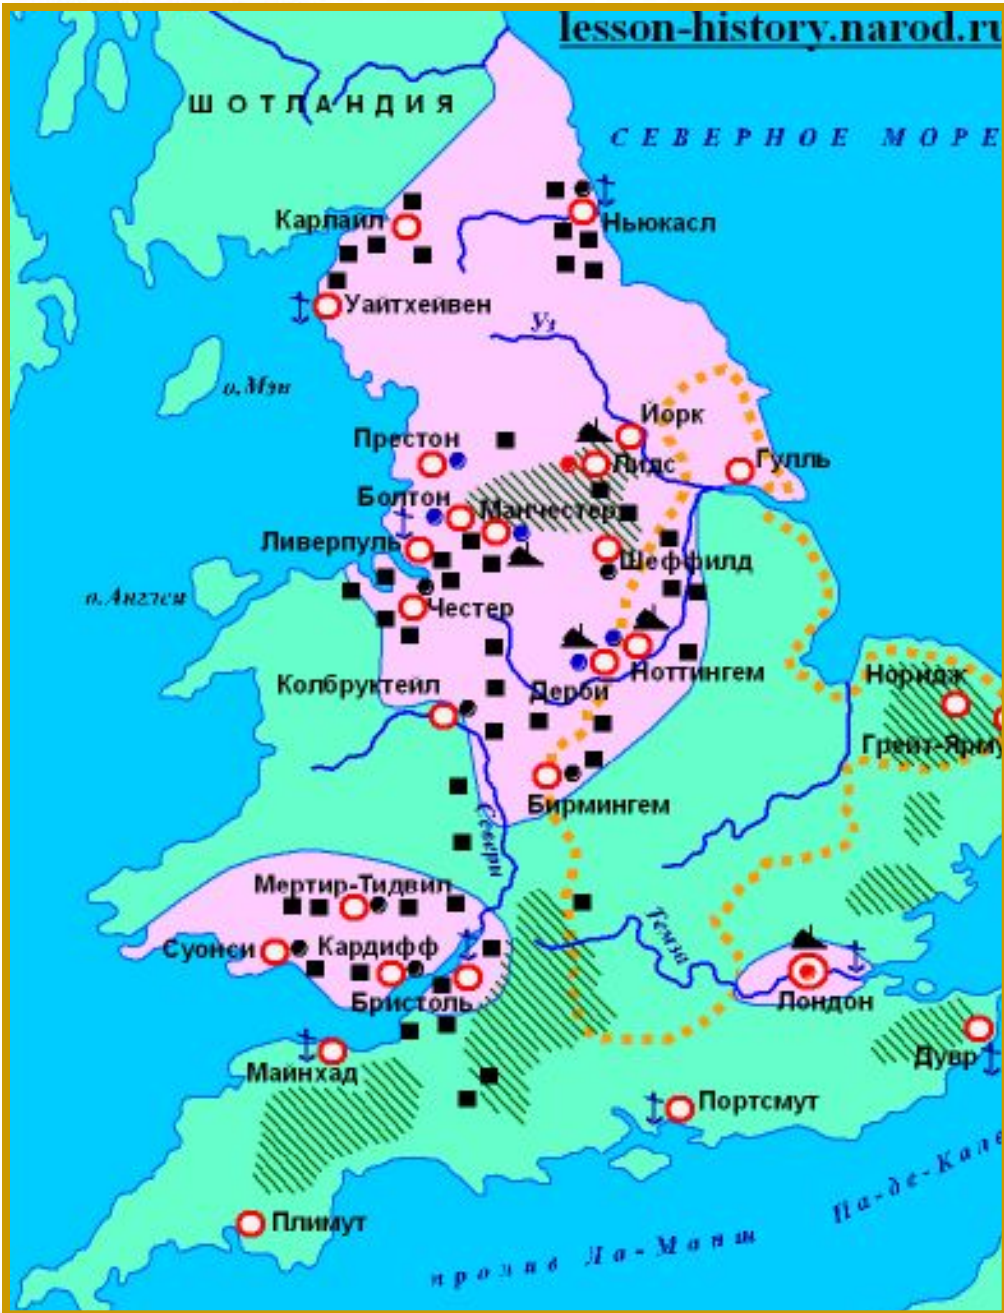 lesson-history.narod.ru
ШОТЛАНДИЯ
СЕВЕРНОЕ МОРЕ
Карлайл
Ньюкасл
Уайтхейвен
Уз
о.Мэн
Йорк
Престон
Лидс
Гулль
Болтон
Манчестер
Ливерпуль
Шеффилд
о.Англси
Честер
Колбрукдейл
Дерби
Ноттингем
Норидж
Грейт-Ярму
Бирмингем
Северн
Мертир-Тидвил
Темза
Суонси
Кардифф
Бристоль
Лондон
Майнхад
Дувр
Портсмут
Па-де-Кале
Плимут
пролив Ла-Манш